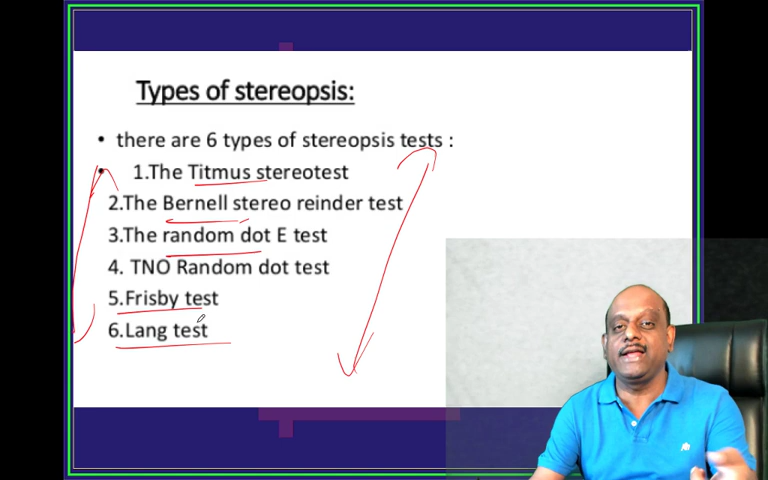 Types of stereopsis:
• there are 6 types of stereopsis tests :
• 1.The Titmus stereotest
2.The Bernell stereo reinder test
3.The random dot E test
4. TNO Random dot test
5.Frisby test
6.Lang test